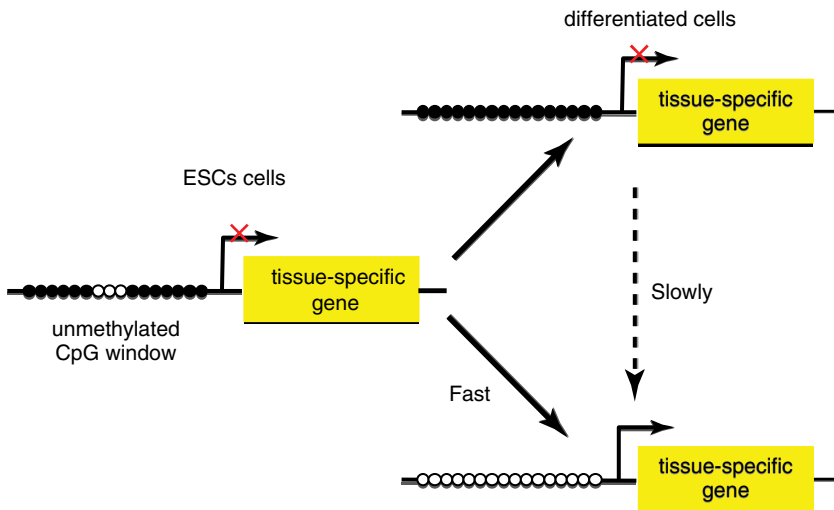 differentiated cells
tissue-specific
gene
ESCs cells
tissue-specific
gene
unmethylated
CpG window
Slowly
Fast
tissue-specific
gene